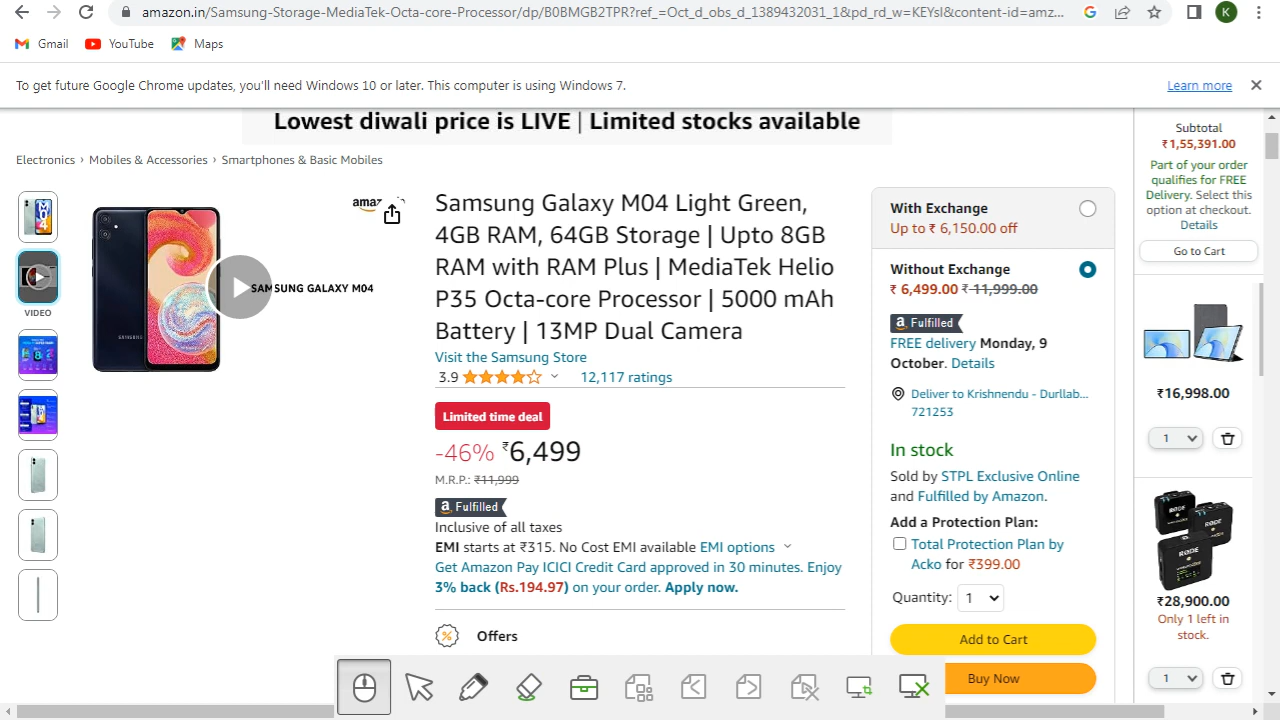 amazon.in/Samsung-Storage-MediaTek-Octa-core-Processor/dp/B0BMGB2TPR?ref_=Oct_d_obs_d_1389432031_1&pd_rd_w=KEYsI&content-id=amz...
K
Gmail YouTube Maps
To get future Google Chrome updates, you'll need Windows 10 or later. This computer is using Windows 7.
Learn more
Lowest diwali price is LIVE | Limited stocks available
Electronics › Mobiles & Accessories › Smartphones & Basic Mobiles
VIDEO
SAMSUNG
SAMSUNG GALAXY M04
Samsung Galaxy M04 Light Green,
4GB RAM, 64GB Storage | Upto 8GB
RAM with RAM Plus | MediaTek Helio
P35 Octa-core Processor | 5000 mAh
Battery | 13MP Dual Camera
Visit the Samsung Store
3.9 12,117 ratings
Limited time deal
-46% ₹6,499
M.R.P.: ₹11,999
a Fulfilled
Inclusive of all taxes
EMI starts at ₹315. No Cost EMI available EMI options
Get Amazon Pay ICICI Credit Card approved in 30 minutes. Enjoy
3% back (Rs.194.97) on your order. Apply now.
Offers
With Exchange
Up to ₹ 6,150.00 off
Without Exchange
₹ 6,499.00 ₹ 11,999.00
a Fulfilled
FREE delivery Monday, 9
October. Details
Deliver to Krishnendu - Durllab...
721253
In stock
Sold by STPL Exclusive Online
and Fulfilled by Amazon.
Add a Protection Plan:
Total Protection Plan by
Acko for ₹399.00
Quantity: 1
Add to Cart
Buy Now
Subtotal
₹1,55,391.00
Part of your order
qualifies for FREE
Delivery. Select this
option at checkout.
Details
Go to Cart
₹16,998.00
1
RØDE
RØDE
RØDE
₹28,900.00
Only 1 left in
stock.
1